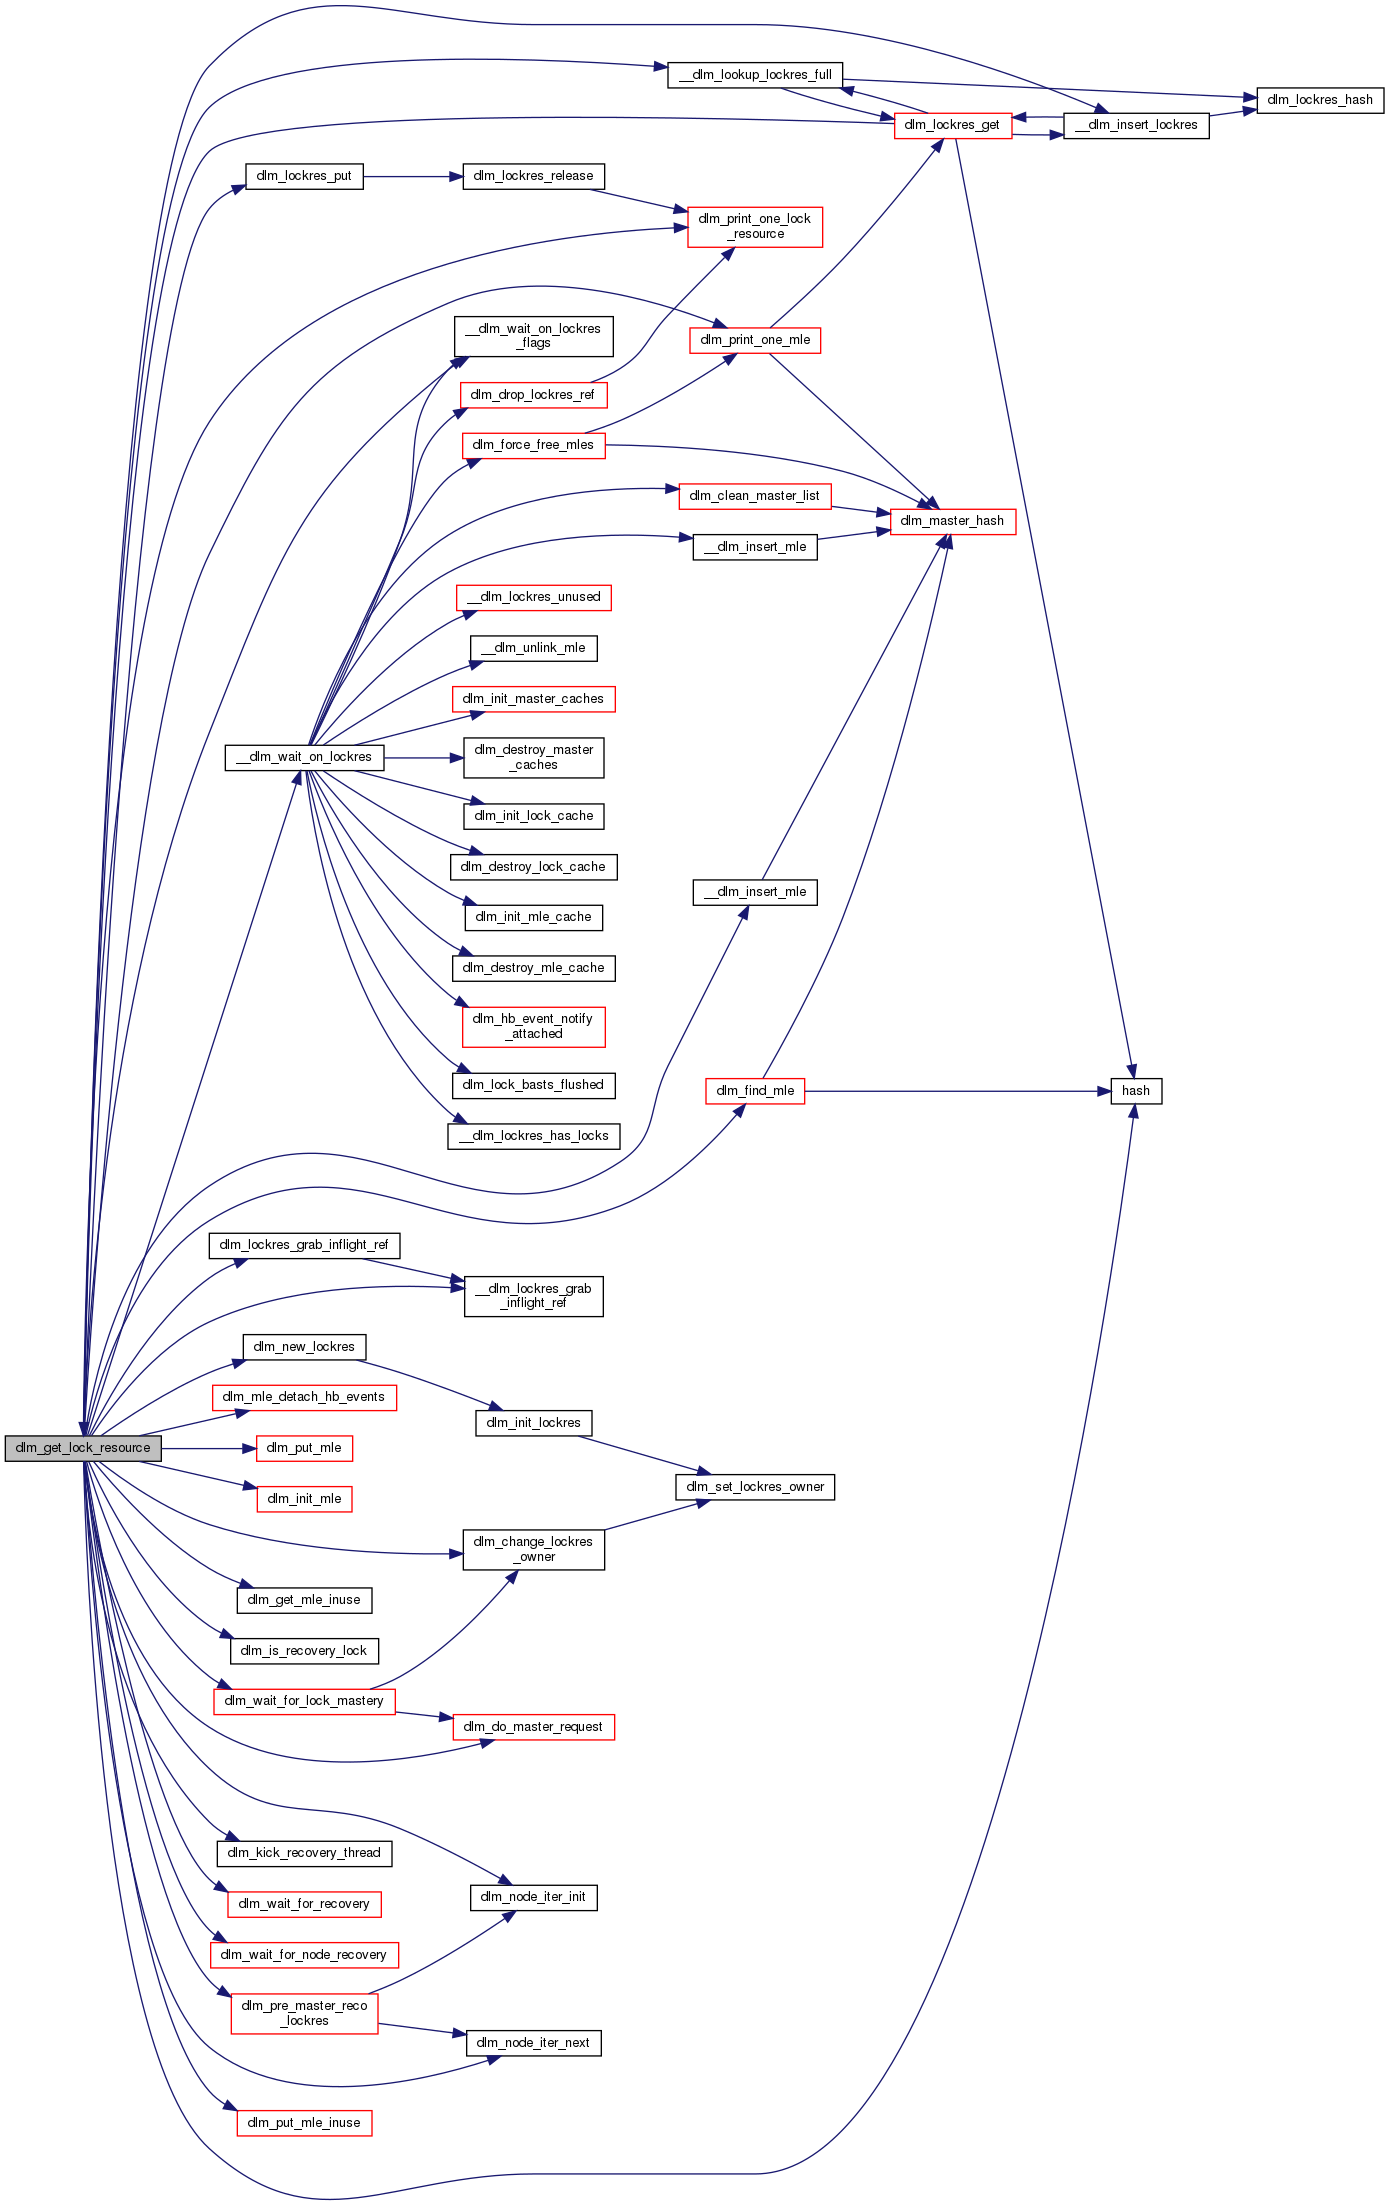 __dlm_lookup_lockres_full
dlm_lockres_hash
dlm_lockres_get
__dlm_insert_lockres
dlm_lockres_put
dlm_lockres_release
dlm_print_one_lock
_resource
__dlm_wait_on_lockres
_flags
dlm_print_one_mle
dlm_drop_lockres_ref
dlm_force_free_mles
dlm_clean_master_list
dlm_master_hash
__dlm_insert_mle
__dlm_lockres_unused
__dlm_unlink_mle
dlm_init_master_caches
__dlm_wait_on_lockres
dlm_destroy_master
_caches
dlm_init_lock_cache
dlm_destroy_lock_cache
__dlm_insert_mle
dlm_init_mle_cache
dlm_destroy_mle_cache
dlm_hb_event_notify
_attached
dlm_lock_basts_flushed
dlm_find_mle
hash
__dlm_lockres_has_locks
dlm_lockres_grab_inflight_ref
__dlm_lockres_grab
_inflight_ref
dlm_new_lockres
dlm_mle_detach_hb_events
dlm_init_lockres
dlm_get_lock_resource
dlm_put_mle
dlm_set_lockres_owner
dlm_init_mle
dlm_change_lockres
_owner
dlm_get_mle_inuse
dlm_is_recovery_lock
dlm_wait_for_lock_mastery
dlm_do_master_request
dlm_kick_recovery_thread
dlm_wait_for_recovery
dlm_node_iter_init
dlm_wait_for_node_recovery
dlm_pre_master_reco
_lockres
dlm_node_iter_next
dlm_put_mle_inuse